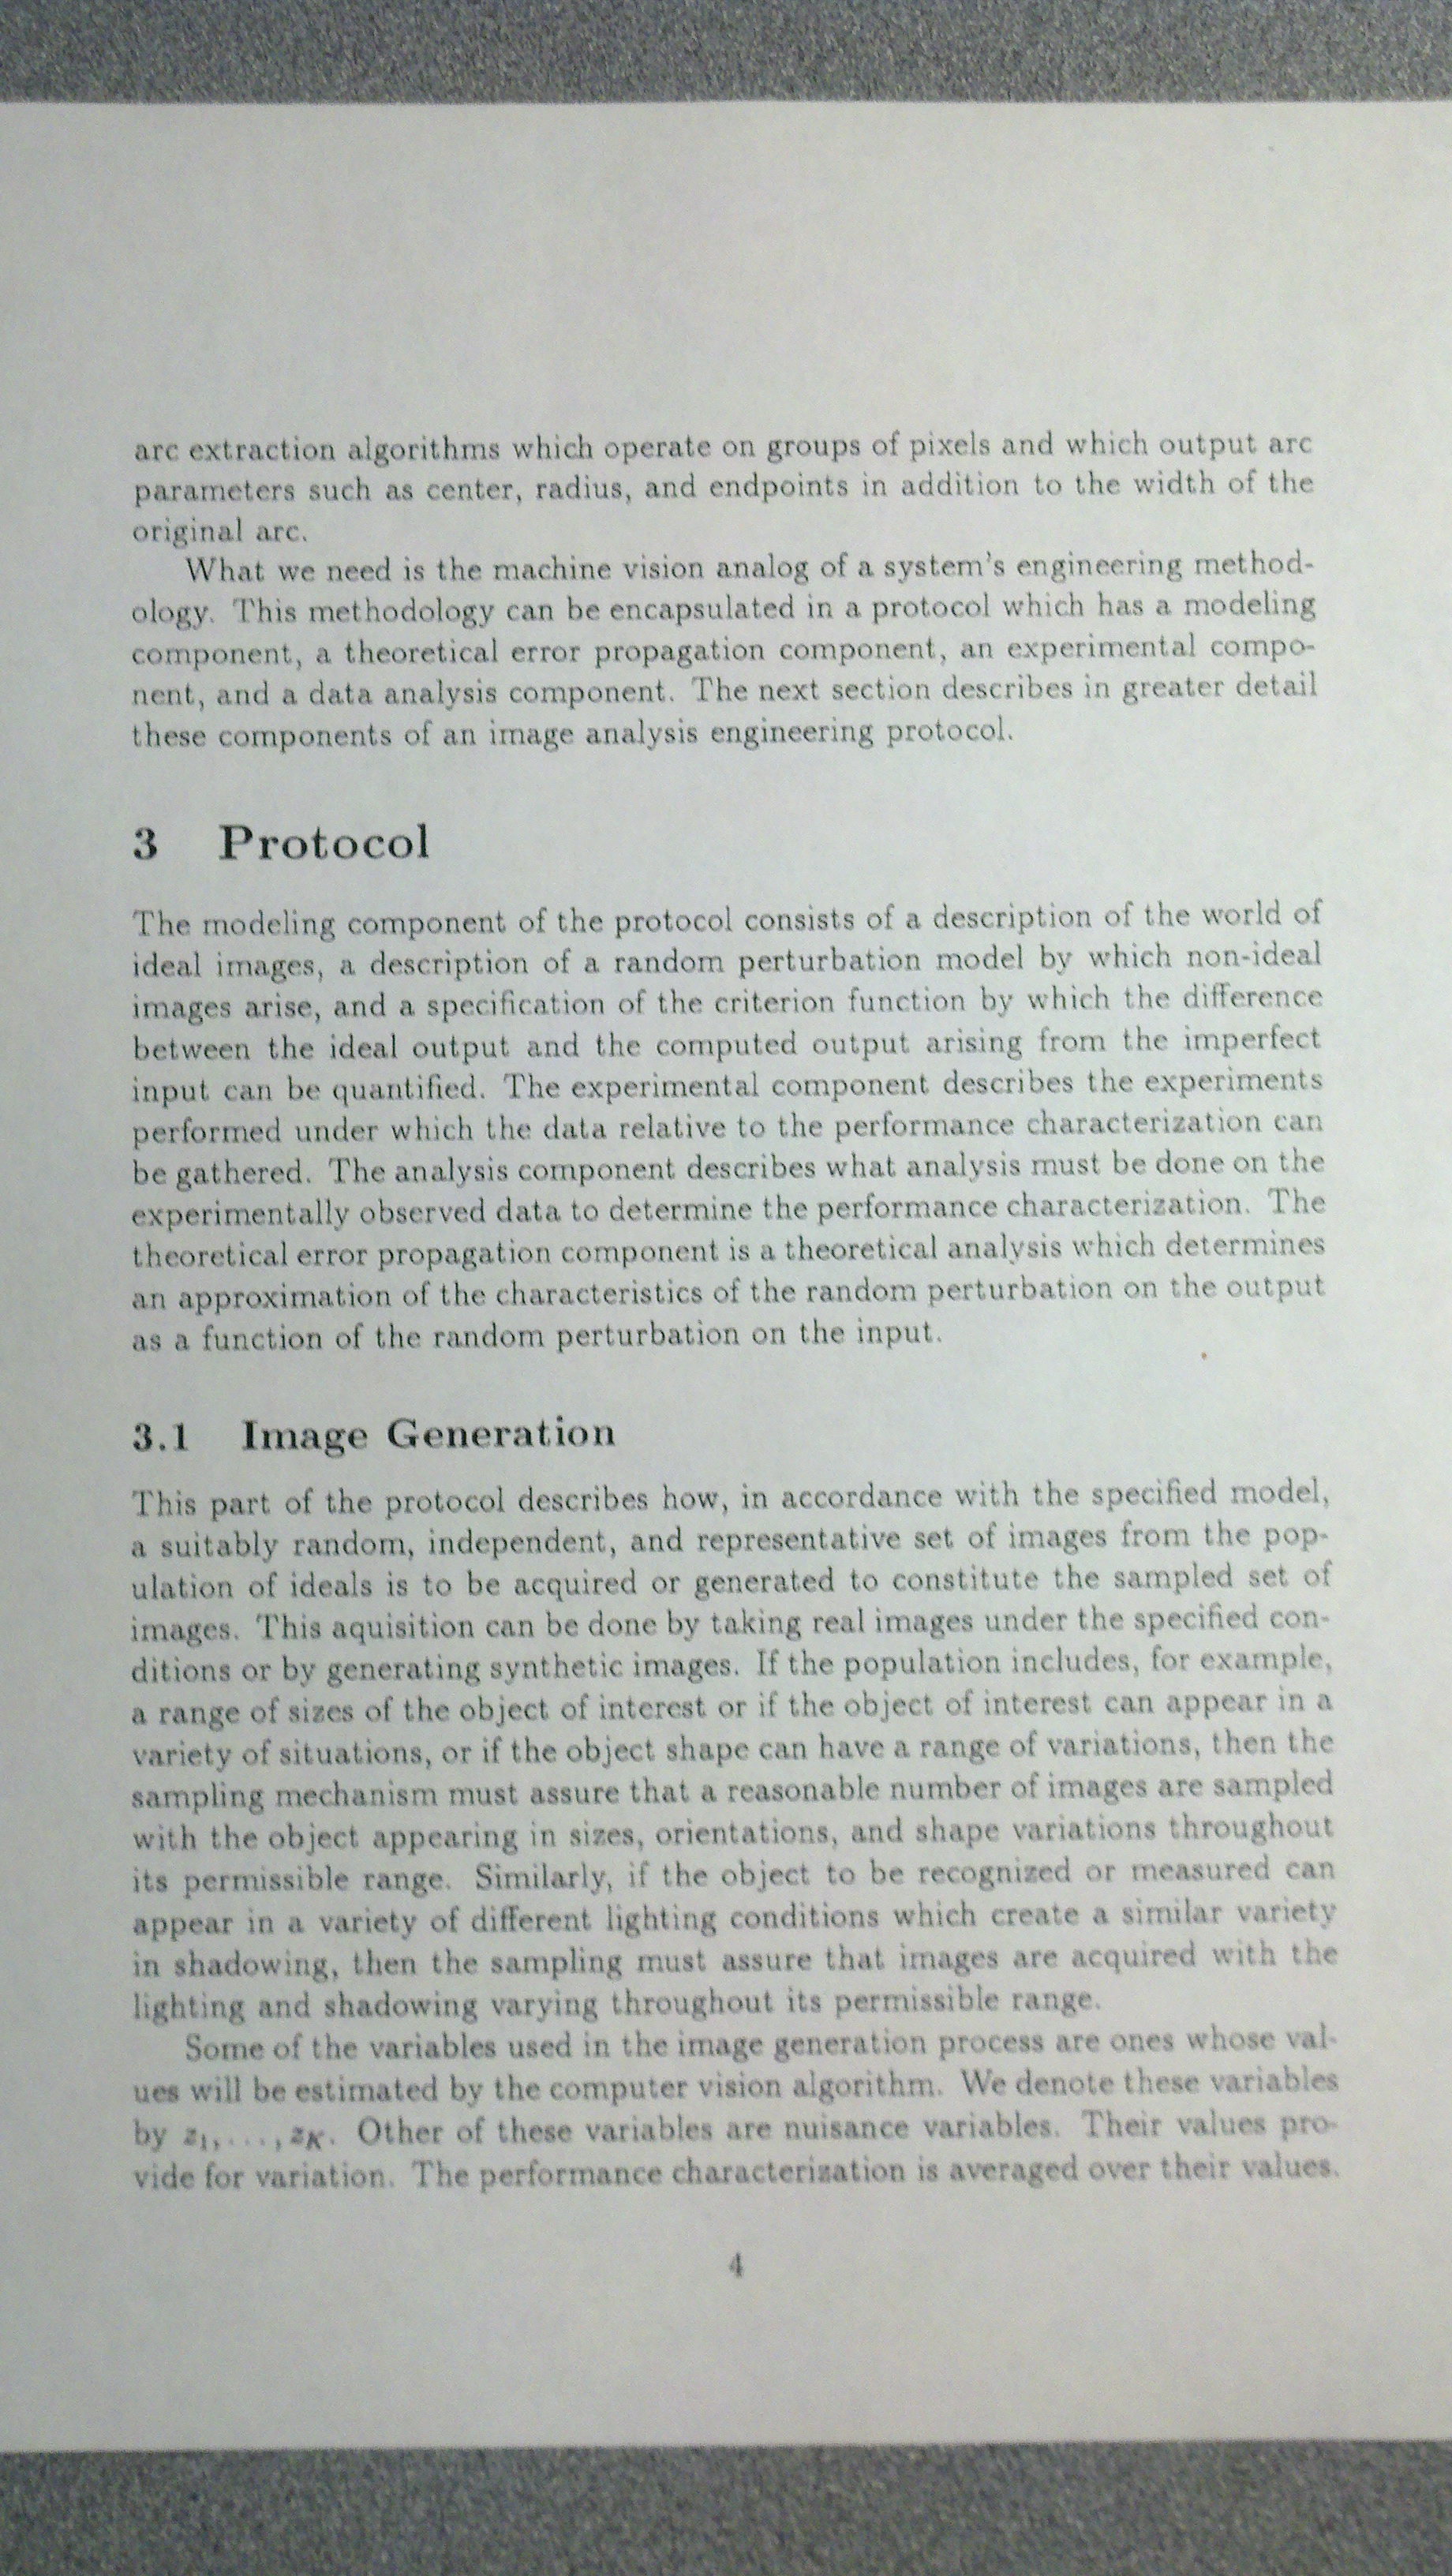 arc extraction algorithms which operate on groups of pixels and which output arc
parameters such as center, radius, and endpoints in addition to the width of the
original arc.
What we need is the machine vision analog of a system's engineering method-
ology. This methodology can be encapsulated in a protocol which has a modeling
component, a theoretical error propagation component, an experimental compo-
nent, and a data analysis component. The next section describes in greater detail
these components of an image analysis engineering protocol.
3 Protocol
The modeling component of the protocol consists of a description of the world of
ideal images, a description of a random perturbation model by which non-ideal
images arise, and a specification of the criterion function by which the difference
between the ideal output and the computed output arising from the imperfect
input can be quantified. The experimental component describes the experiments
performed under which the data relative to the performance characterization can
be gathered. The analysis component describes what analysis must be done on the
experimentally observed data to determine the performance characterization. The
theoretical error propagation component is a theoretical analysis which determines
an approximation of the characteristics of the random perturbation on the output
as a function of the random perturbation on the input.
3.1 Image Generation
This part of the protocol describes how, in accordance with the specified model,
a suitably random, independent, and representative set of images from the pop-
ulation of ideals is to be acquired or generated to constitute the sampled set of
images. This aquisition can be done by taking real images under the specified con-
ditions or by generating synthetic images. If the population includes, for example,
a range of sizes of the object of interest or if the object of interest can appear in a
variety of situations, or if the object shape can have a range of variations, then the
sampling mechanism must assure that a reasonable number of images are sampled
with the object appearing in sizes, orientations, and shape variations throughout
its permissible range. Similarly, if the object to be recognized or measured can
appear in a variety of different lighting conditions which create a similar variety
in shadowing, then the sampling must assure that images are acquired with the
lighting and shadowing varying throughout its permissible range.
Some of the variables used in the image generation process are ones whose val-
ues will be estimated by the computer vision algorithm. We denote these variables
by z₁, . . . , z_K. Other of these variables are nuisance variables. Their values pro-
vide for variation. The performance characterization is averaged over their values.
4